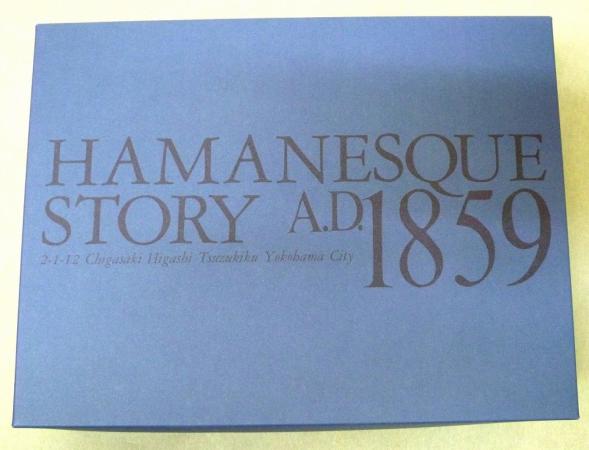 HAMANESQUE
STORY A.D.1859
2-1-12 Chigasaki Higashi Tsuzukiku Yokohama City